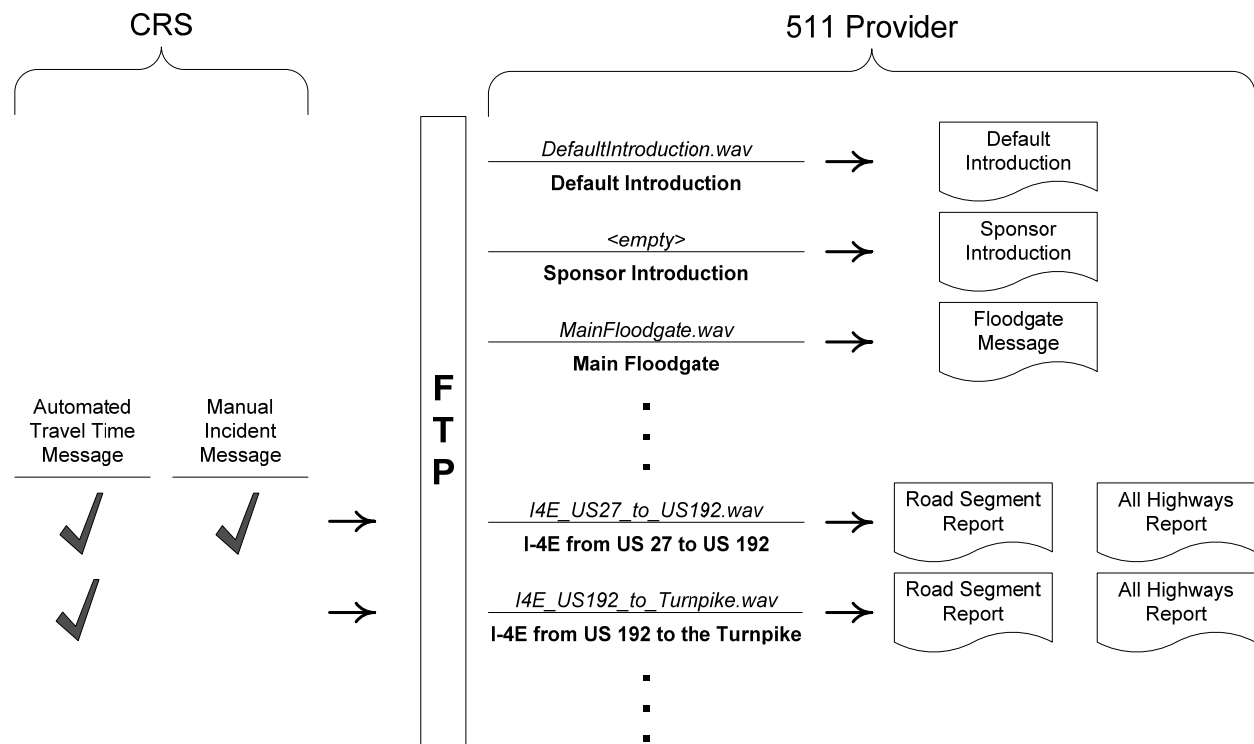 CRS
511 Provider
DefaultIntroduction.wav
Default Introduction
Default
Introduction
<empty>
Sponsor Introduction
Sponsor
Introduction
MainFloodgate.wav
Main Floodgate
Floodgate
Message
F
T
P
Automated
Travel Time
Message
Manual
Incident
Message
I4E_US27_to_US192.wav
I-4E from US 27 to US 192
Road Segment
Report
All Highways
Report
I4E_US192_to_Turnpike.wav
I-4E from US 192 to the Turnpike
Road Segment
Report
All Highways
Report